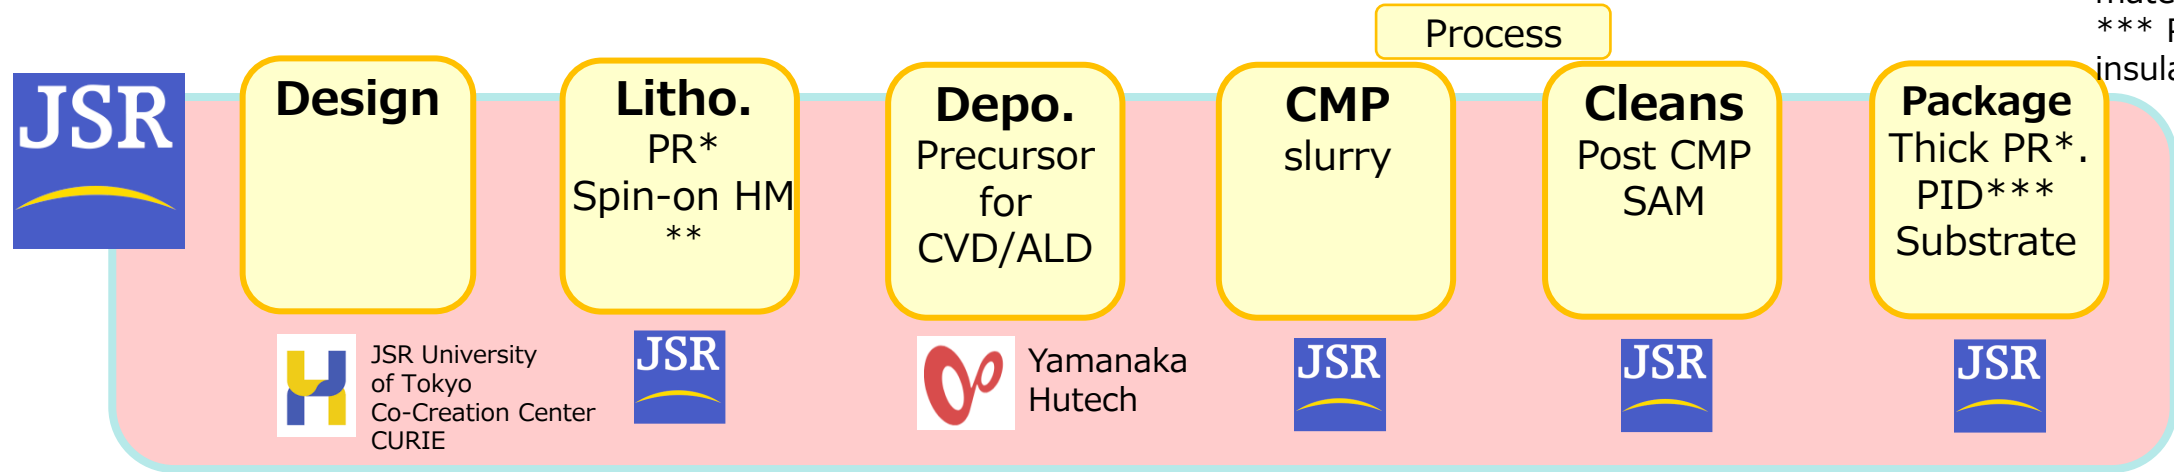 Process
*** P
insula
JSR
Design
Litho.
PR*
Spin-on HM
**
Depo.
Precursor
for
CVD/ALD
CMP
slurry
Cleans
Post CMP
SAM
Package
Thick PR*.
PID***
Substrate
JSR University
of Tokyo
Co-Creation Center
CURIE
JSR
Yamanaka
Hutech
JSR
JSR
JSR